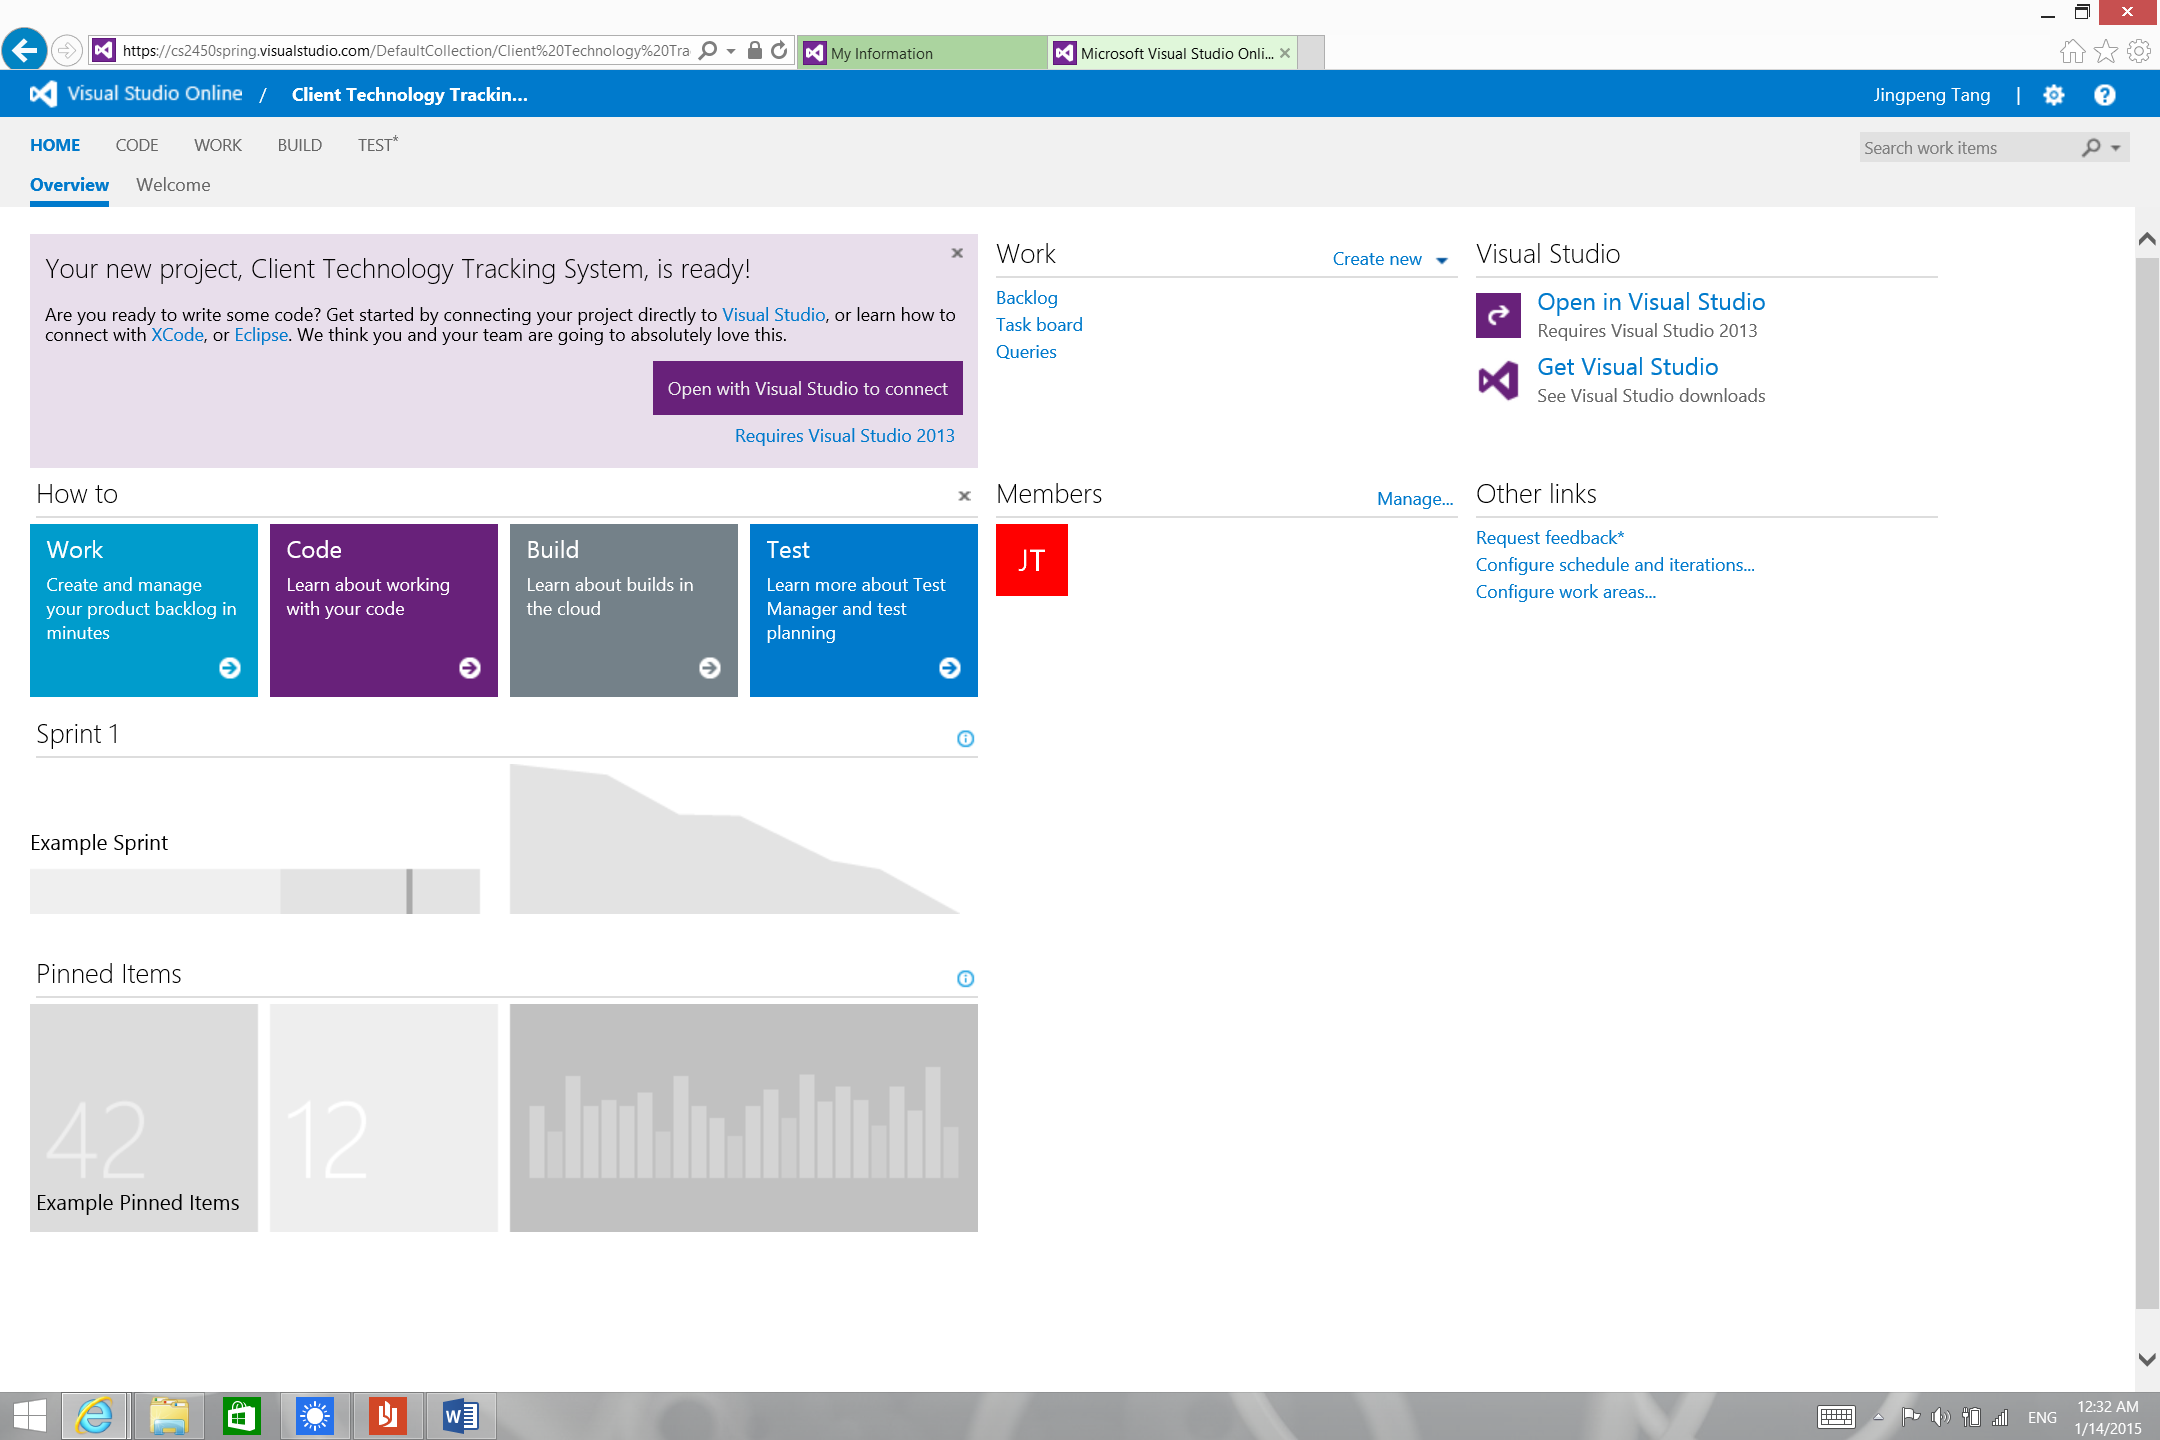 https://cs2450spring.visualstudio.com/DefaultCollection/Client%20Technology%20Tra
My Information
Microsoft Visual Studio Onli...
Visual Studio Online / Client Technology Trackin...
Jingpeng Tang |
HOME CODE WORK BUILD TEST*
Search work items
Overview Welcome
Your new project, Client Technology Tracking System, is ready!
Are you ready to write some code? Get started by connecting your project directly to Visual Studio, or learn how to
connect with XCode, or Eclipse. We think you and your team are going to absolutely love this.
Open with Visual Studio to connect
Requires Visual Studio 2013
Work
Create new
Backlog
Task board
Queries
Visual Studio
Open in Visual Studio
Requires Visual Studio 2013
Get Visual Studio
See Visual Studio downloads
How to
Work
Create and manage
your product backlog in
minutes
Code
Learn about working
with your code
Build
Learn about builds in
the cloud
Test
Learn more about Test
Manager and test
planning
Members
Manage...
JT
Other links
Request feedback*
Configure schedule and iterations...
Configure work areas...
Sprint 1
Example Sprint
Pinned Items
42
Example Pinned Items
12
ENG
12:32 AM
1/14/2015